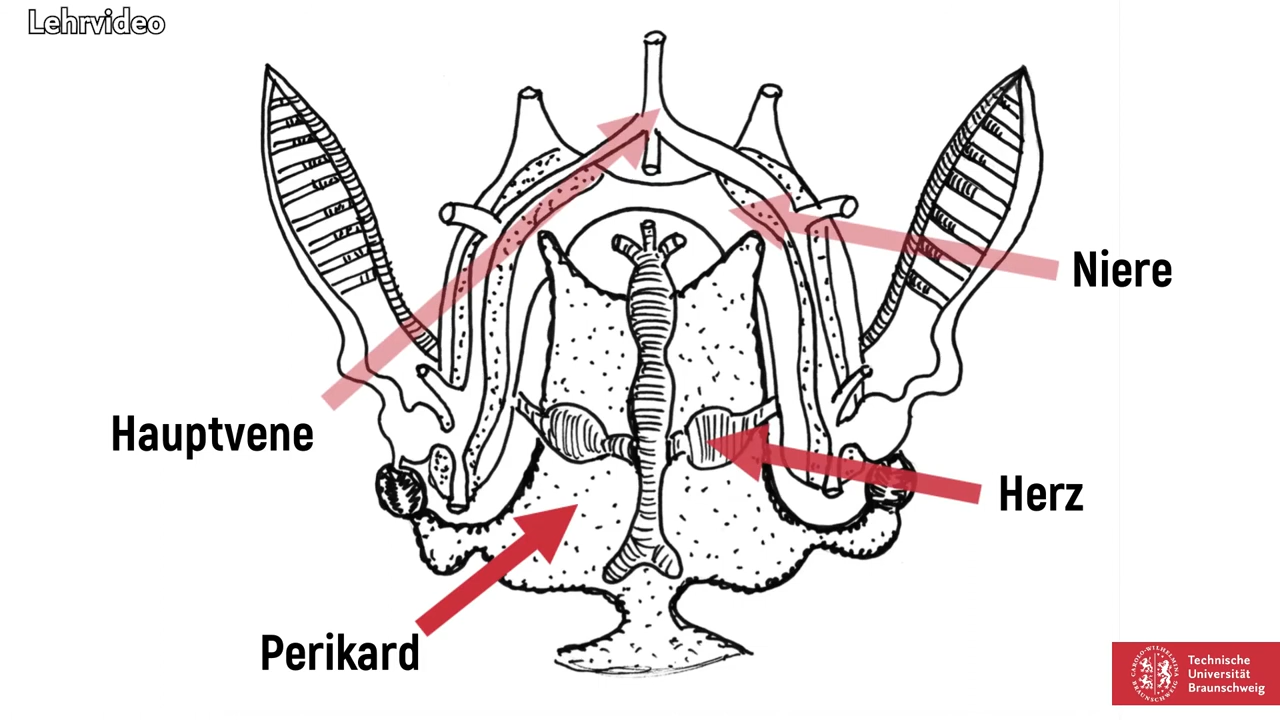 Lehrvideo
Niere
Hauptvene
Herz
Perikard
Technische
Universität
Braunschweig